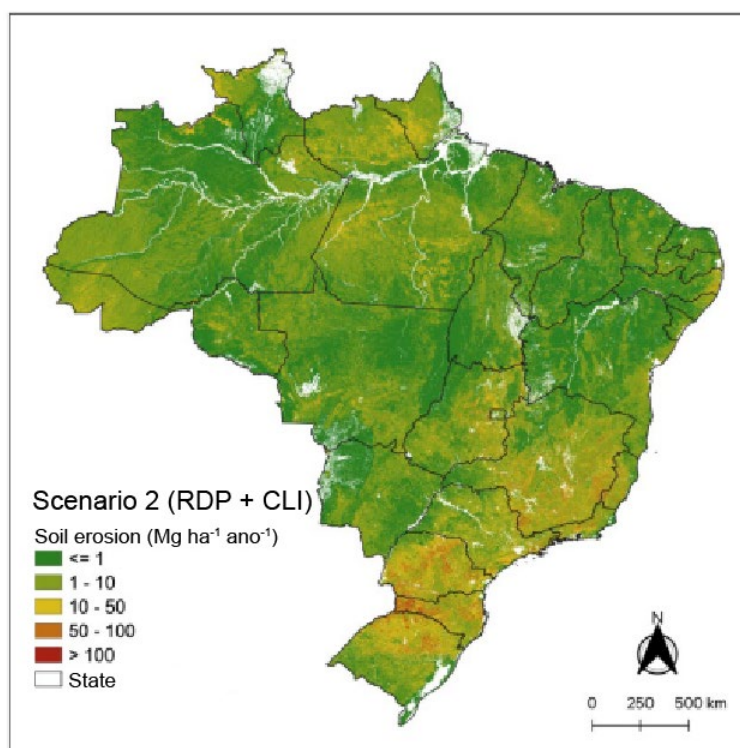 Scenario 2 (RDP + CLI)
Soil erosion (Mg ha⁻¹ ano⁻¹)
<= 1
1 - 10
10 - 50
50 - 100
> 100
State
N
0 250 500 km